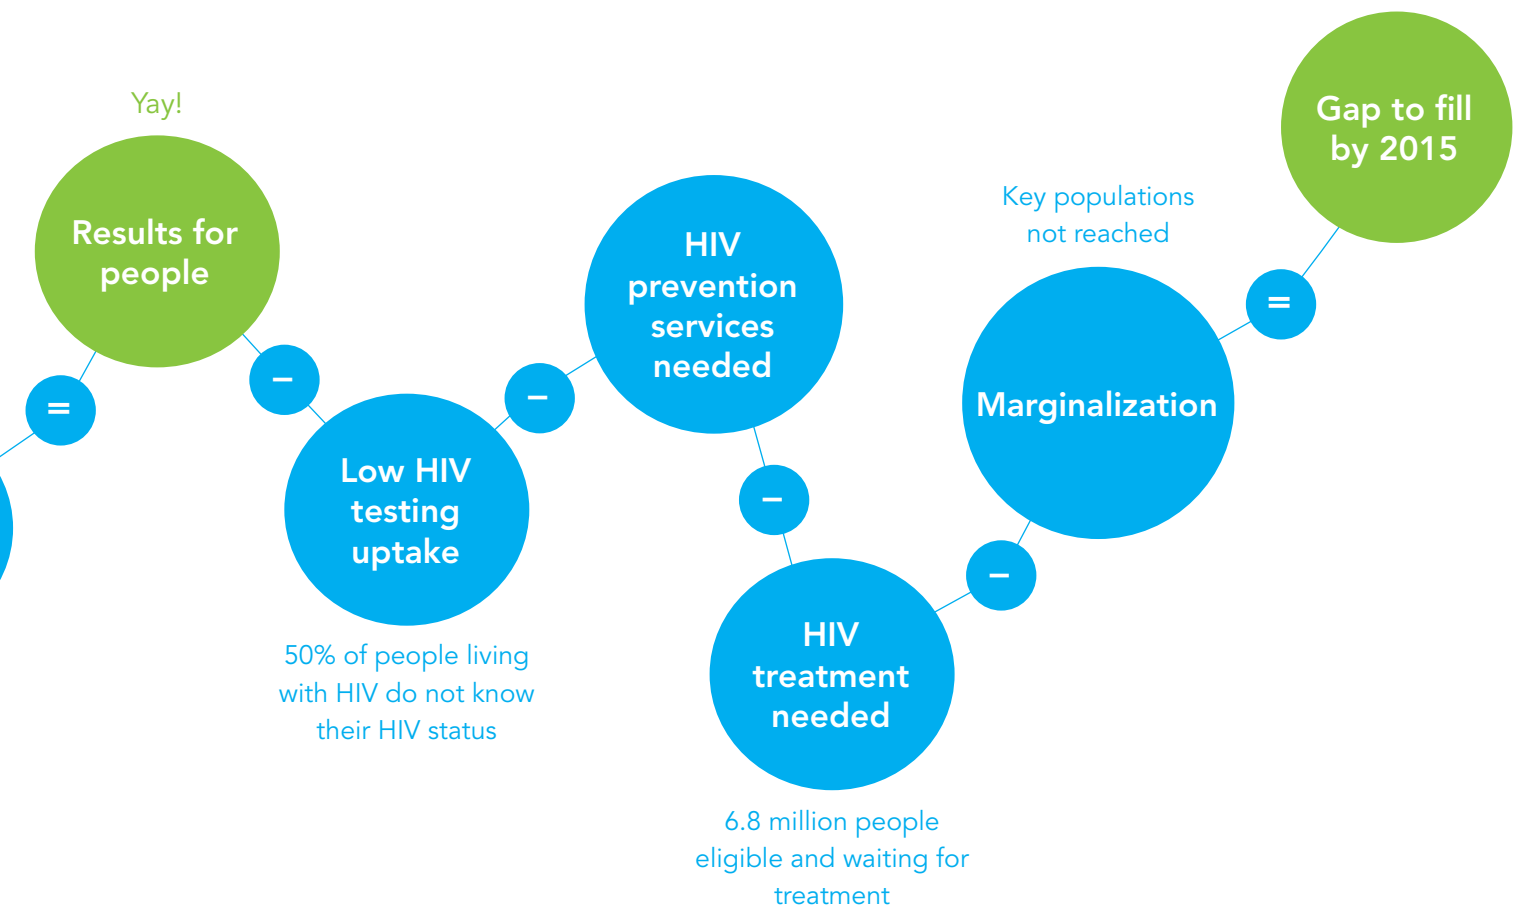 Yay!
Results for
people
=
–
Low HIV
testing
uptake
50% of people living
with HIV do not know
their HIV status
–
HIV
prevention
services
needed
–
HIV
treatment
needed
6.8 million people
eligible and waiting for
treatment
–
Key populations
not reached
Marginalization
=
Gap to fill
by 2015